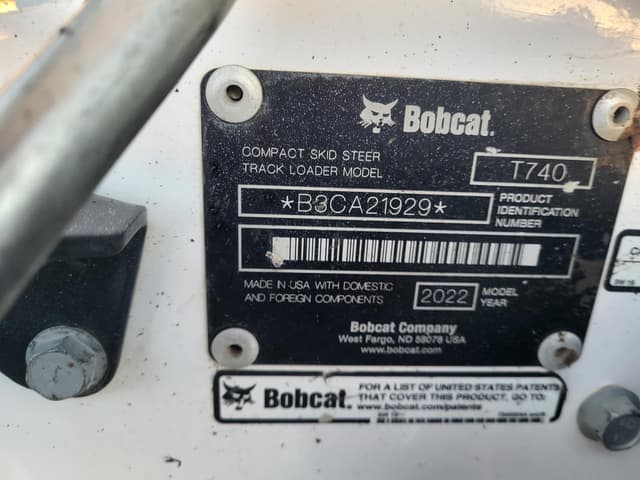 Bobcat.
COMPACT SKID STEER
TRACK LOADER MODEL
T740
*B3CA21929*
PRODUCT
IDENTIFICATION
NUMBER
MADE IN USA WITH DOMESTIC
AND FOREIGN COMPONENTS
2022
MODEL
YEAR
Bobcat Company
West Fargo, ND 58078 USA
www.bobcat.com
Bobcat.
FOR A LIST OF UNITED STATES PATENTS
THAT COVER THIS PRODUCT, GO TO:
www.bobcat.com/patents